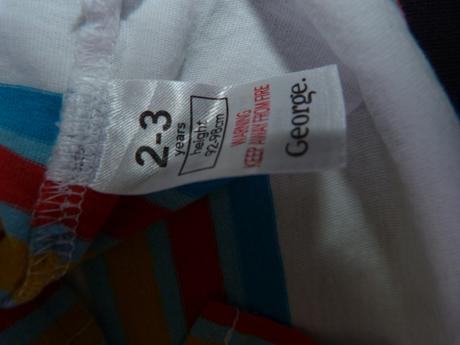 2-3
years
height
92-98cm
WARNING
KEEP AWAY FROM FIRE
George.